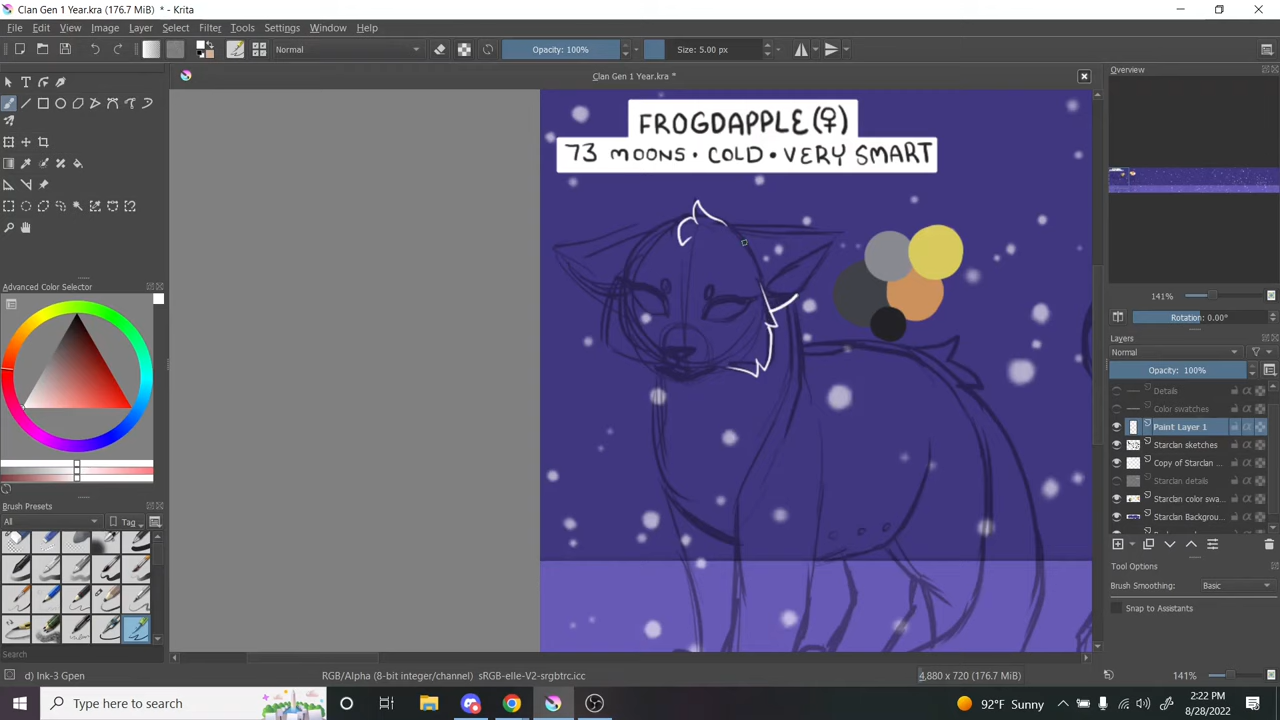 Clan Gen 1 Year.kra (176.7 MiB) * - Krita
File Edit View Image Layer Select Filter Tools Settings Window Help
Normal Opacity: 100% Size: 5.00 px
Clan Gen 1 Year.kra *
Overview
FROGDAPPLE(♀)
73 MOONS • COLD • VERY SMART
141%
Rotation: 0.00°
Advanced Color Selector
Layers
Normal
Opacity: 100%
Details
Color swatches
Paint Layer 1
Starclan sketches
Copy of Starclan ...
Starclan details
Starclan color swa...
Starclan Backgrou...
Brush Presets
All Tag
Tool Options
Brush Smoothing: Basic
Snap to Assistants
Search
d) Ink-3 Gpen RGB/Alpha (8-bit integer/channel) sRGB-elle-V2-srgbtrc.icc 4,880 x 720 (176.7 MiB) 141%
Type here to search 92°F Sunny 2:22 PM
8/28/2022